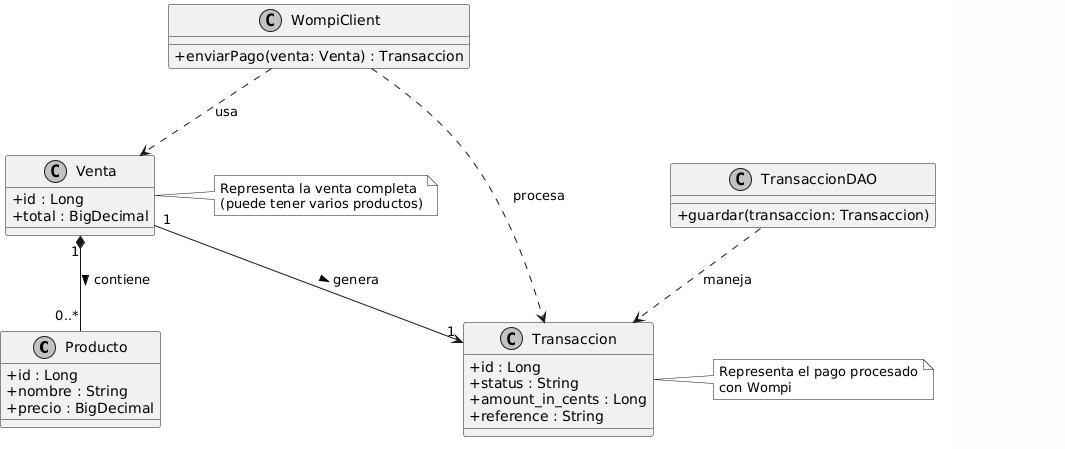 C WompiClient
+enviarPago(venta: Venta) : Transaccion
usa
C Venta
+id : Long
+total : BigDecimal
Representa la venta completa
(puede tener varios productos)
procesa
C TransaccionDAO
+guardar(transaccion: Transaccion)
1
1
contiene
genera
maneja
0..*
1
C Producto
+id : Long
+nombre : String
+precio : BigDecimal
C Transaccion
+id : Long
+status : String
+amount_in_cents : Long
+reference : String
Representa el pago procesado
con Wompi